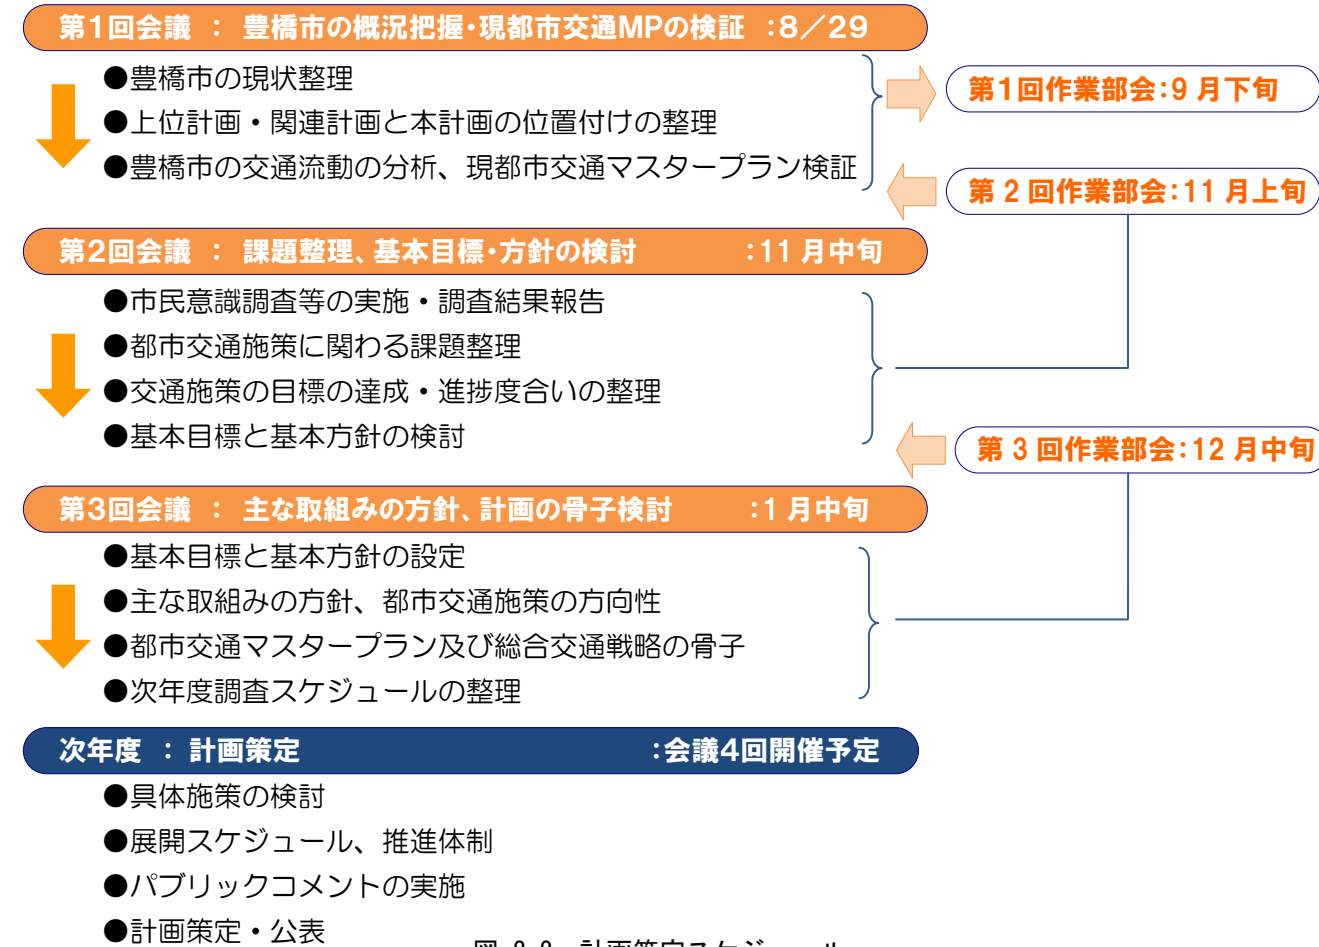 第1回会議 ： 豊橋市の概況把握・現都市交通MPの検証 ：8／29
●豊橋市の現状整理
●上位計画・関連計画と本計画の位置付けの整理
●豊橋市の交通流動の分析、現都市交通マスタープラン検証
第1回作業部会：9 月下旬
第 2 回作業部会：11 月上旬
第2回会議 ： 課題整理、基本目標・方針の検討 ：11 月中旬
●市民意識調査等の実施・調査結果報告
●都市交通施策に関わる課題整理
●交通施策の目標の達成・進捗度合いの整理
●基本目標と基本方針の検討
第 3 回作業部会：12 月中旬
第3回会議 ： 主な取組みの方針、計画の骨子検討 ：1 月中旬
●基本目標と基本方針の設定
●主な取組みの方針、都市交通施策の方向性
●都市交通マスタープラン及び総合交通戦略の骨子
●次年度調査スケジュールの整理
次年度 ： 計画策定 ：会議4回開催予定
●具体施策の検討
●展開スケジュール、推進体制
●パブリックコメントの実施
●計画策定・公表
計画策定スケジュール